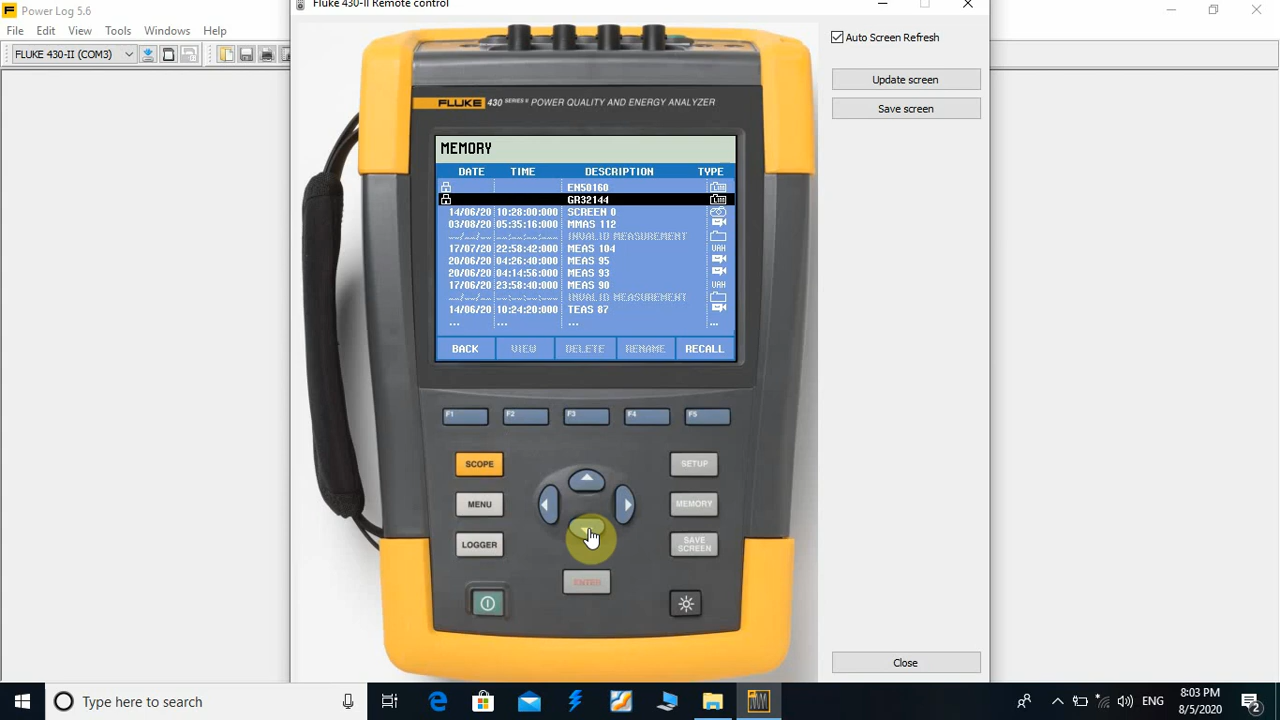 Power Log 5.6
Fluke 430-II Remote control
File Edit View Tools Window Help
FLUKE 430-II (COM3)
Auto Screen Refresh
Update screen
Save screen
FLUKE 430 SERIES II POWER QUALITY AND ENERGY ANALYZER
MEMORY
DATE TIME DESCRIPTION TYPE
EN50160
GR32144
14/06/20 10:28:00:000 SCREEN 0
03/08/20 05:35:16:000 MMAS 112
--/--/-- --:--:--:--- INVALID MEASUREMENT
17/07/20 22:58:42:000 MEAS 104 UAH
20/06/20 04:26:40:000 MEAS 95
20/06/20 04:14:56:000 MEAS 93
17/06/20 23:58:40:000 MEAS 90 UAH
--/--/-- --:--:--:--- INVALID MEASUREMENT
14/06/20 10:24:20:000 TEAS 87
... ... ... ...
BACK VIEW DELETE RENAME RECALL
F1 F2 F3 F4 F5
SCOPE SETUP
MENU MEMORY
LOGGER SAVE
SCREEN
ENTER
Close
Type here to search
ENG
8:03 PM
8/5/2020
2